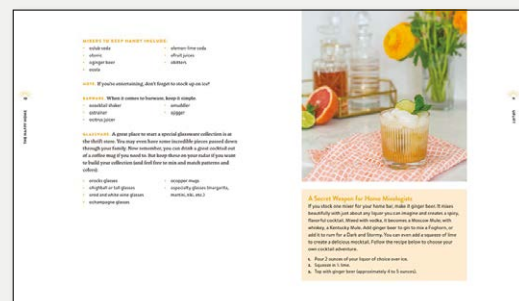 MIXERS TO KEEP HANDY INCLUDE:
• club soda
• tonic
• ginger beer
• cola
• lemon-lime soda
• fruit juices
• bitters
NOTE If you're entertaining, don't forget to stock up on ice!
BARWARE When it comes to barware, keep it simple.
• cocktail shaker
• strainer
• citrus juicer
• muddler
• jigger
GLASSWARE A great place to start a special glassware collection is at
the thrift store. You may even have some incredible pieces passed down
through your family. Now remember, you can drink a great cocktail out
of a coffee mug if you need to. But keep these on your radar if you want
to build your collection (and feel free to mix and match patterns and
colors):
• rocks glasses
• highball or tall glasses
• red and white wine glasses
• champagne glasses
• copper mugs
• specialty glasses (margarita,
martini, tiki, etc.)
THE HAPPY HOME
A Secret Weapon for Home Mixologists
If you stock one mixer for your home bar, make it ginger beer. It mixes
beautifully with just about any liquor you can imagine and creates a spicy,
flavorful cocktail. Mixed with vodka, it becomes a Moscow Mule; with
whiskey, a Kentucky Mule. Add ginger beer to gin to mix a Foghorn, or
add it to rum for a Dark and Stormy. You can even add a squeeze of lime
to create a delicious mocktail. Follow the recipe below to choose your
own cocktail adventure.
1. Pour 2 ounces of your liquor of choice over ice.
2. Squeeze in ½ lime.
3. Top with ginger beer (approximately 4 to 5 ounces).